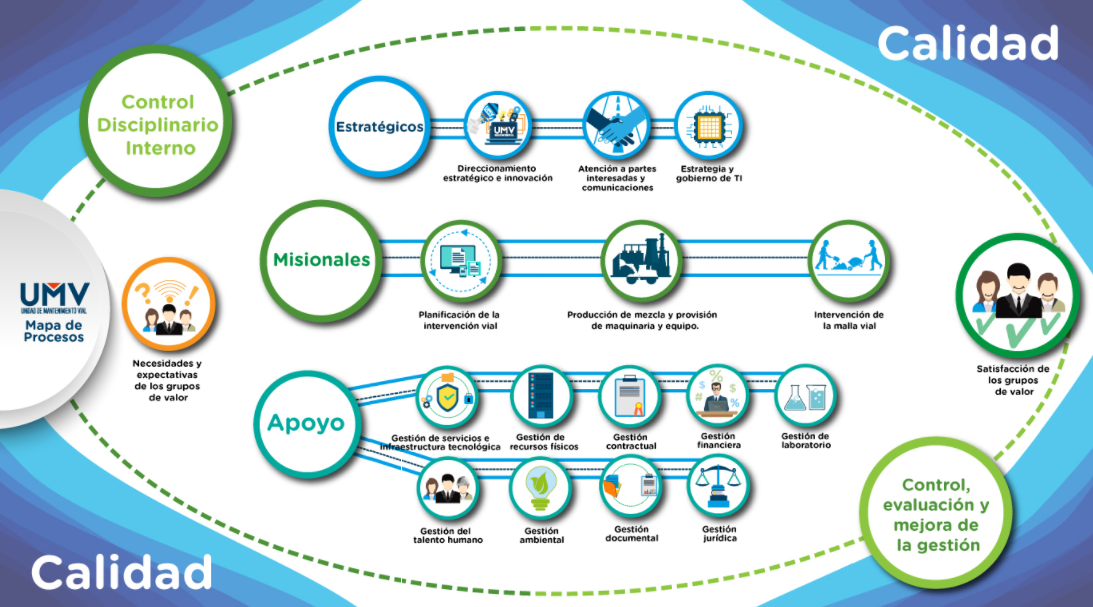 Calidad
Control
Disciplinario
Interno
Estratégicos
UMV
Direccionamiento
estratégico e innovación
Atención a partes
interesadas y
comunicaciones
Estrategia y
gobierno de TI
Misionales
Planificación de la
intervención vial
Producción de mezcla y provisión
de maquinaria y equipo.
Intervención de
la malla vial
UMV
UNIDAD DE MANTENIMIENTO VIAL
Mapa de
Procesos
? !
Necesidades y
expectativas
de los grupos
de valor
Satisfacción de
los grupos
de valor
Apoyo
Gestión de servicios e
infraestructura tecnológica
Gestión de
recursos físicos
Gestión
contractual
$ % $ # %
Gestión
financiera
Gestión de
laboratorio
Gestión del
talento humano
Gestión
ambiental
Gestión
documental
Gestión
jurídica
Control,
evaluación y
mejora de
la gestión
Calidad